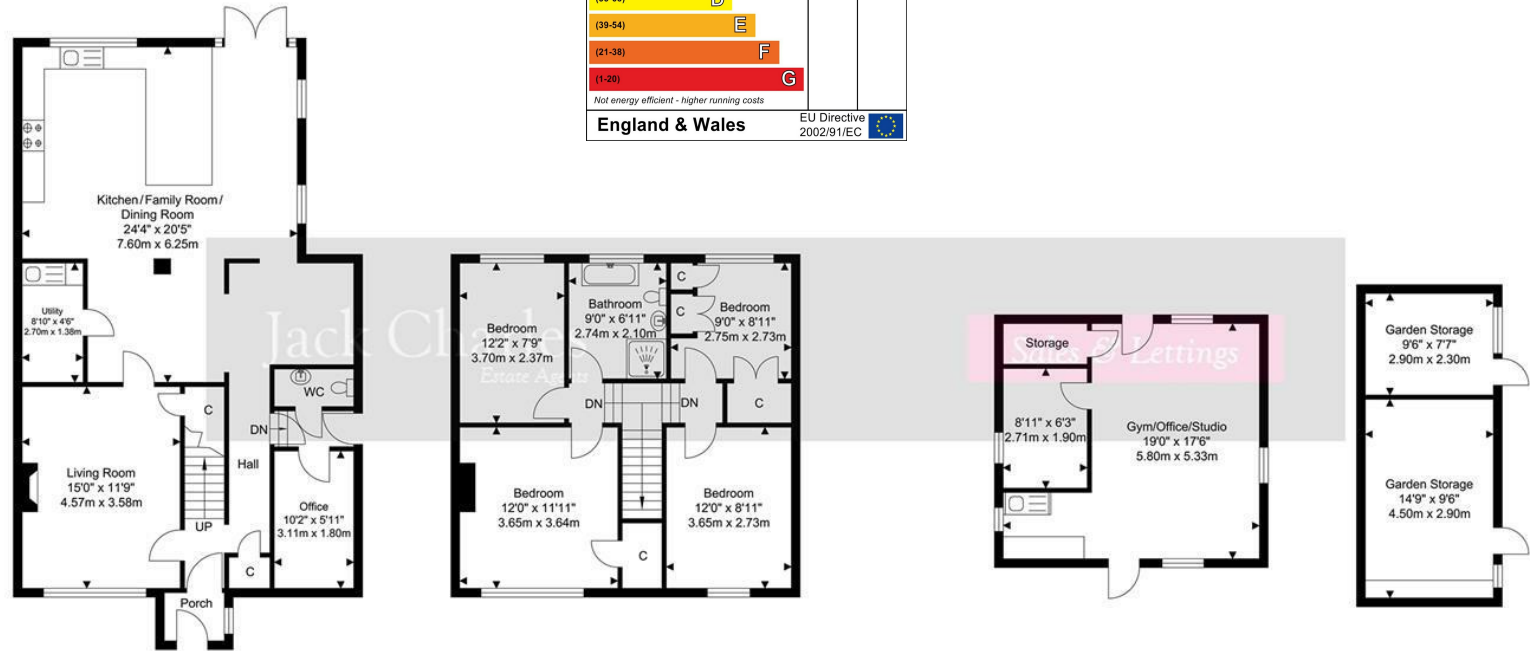 (39-54) E
(21-38) F
(1-20) G
Not energy efficient - higher running costs
England & Wales
EU Directive
2002/91/EC
Kitchen/Family Room/
Dining Room
24'4" x 20'5"
7.60m x 6.25m
Utility
8'10" x 4'6"
2.70m x 1.38m
WC
C
DN
Hall
Living Room
15'0" x 11'9"
4.57m x 3.58m
UP
Office
10'2" x 5'11"
3.11m x 1.80m
C
Porch
Jack Charles
Estate Agents
Bedroom
12'2" x 7'9"
3.70m x 2.37m
Bathroom
9'0" x 6'11"
2.74m x 2.10m
C
C
Bedroom
9'0" x 8'11"
2.75m x 2.73m
DN
DN
C
Bedroom
12'0" x 11'11"
3.65m x 3.64m
Bedroom
12'0" x 8'11"
3.65m x 2.73m
C
Storage
Sales & Lettings
8'11" x 6'3"
2.71m x 1.90m
Gym/Office/Studio
19'0" x 17'6"
5.80m x 5.33m
Garden Storage
9'6" x 7'7"
2.90m x 2.30m
Garden Storage
14'9" x 9'6"
4.50m x 2.90m